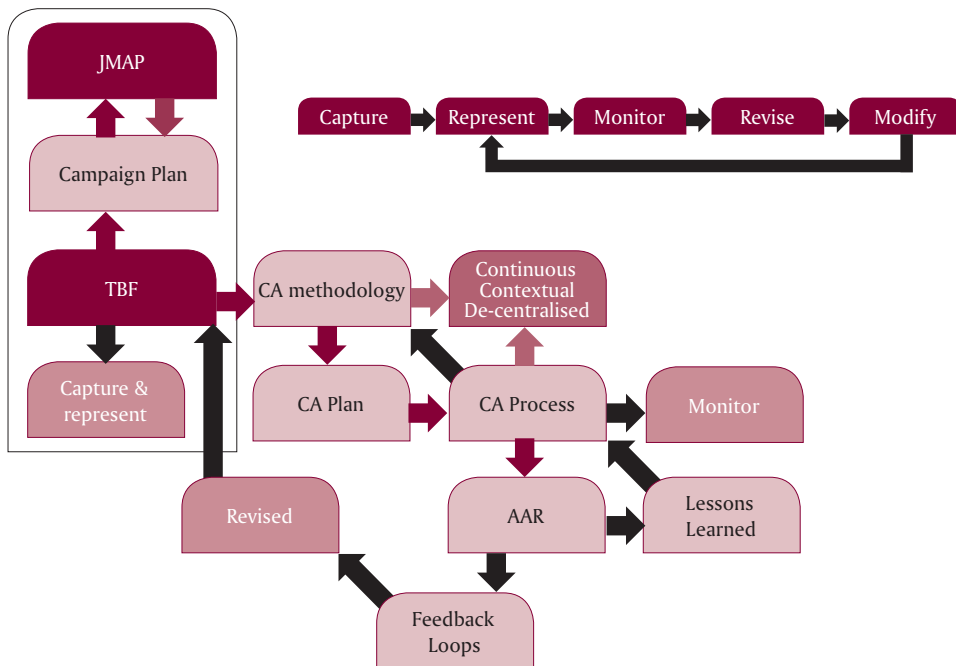 JMAP
Capture
Represent
Monitor
Revise
Modify
Campaign Plan
TBF
CA methodology
Continuous
Contextual
De-centralised
Capture &
represent
CA Plan
CA Process
Monitor
Revised
AAR
Lessons
Learned
Feedback
Loops